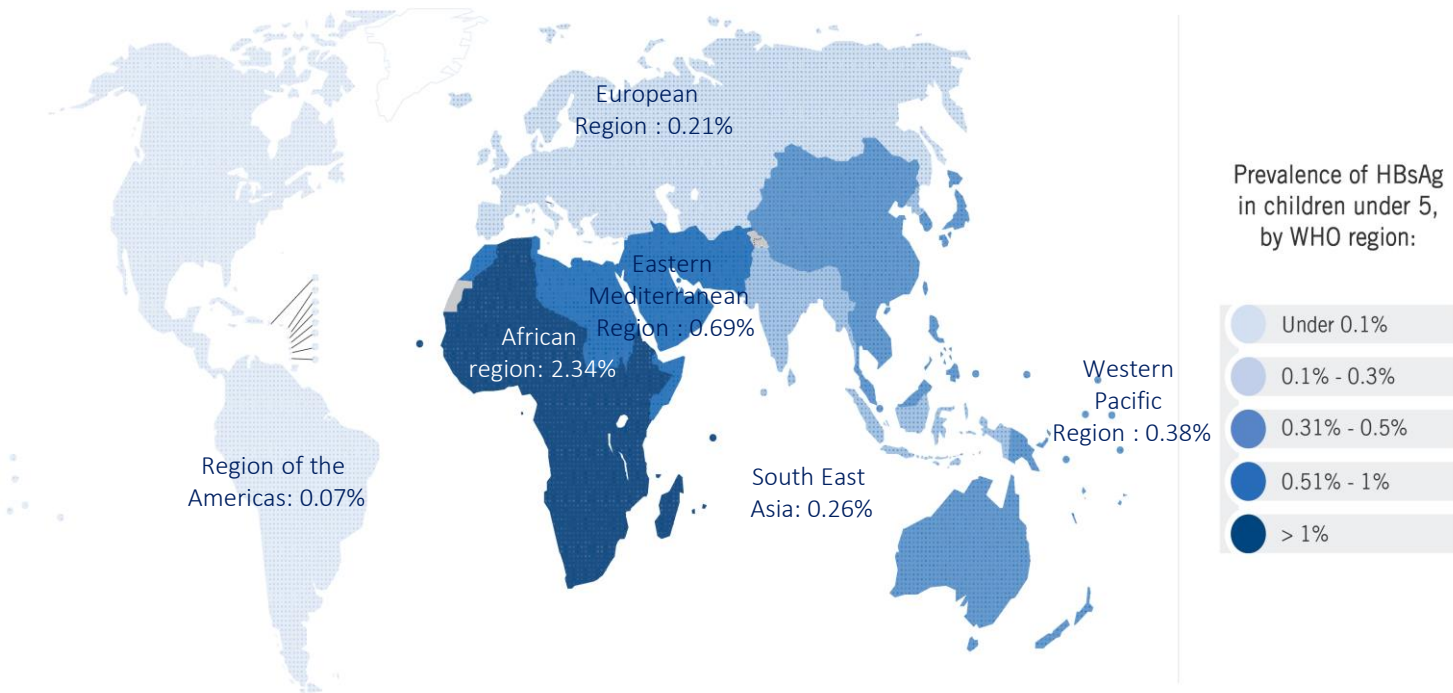 European
Region : 0.21%
Eastern
Mediterranean
Region : 0.69%
African
region: 2.34%
Western
Pacific
Region : 0.38%
Region of the
Americas: 0.07%
South East
Asia: 0.26%
Prevalence of HBsAg
in children under 5,
by WHO region:
Under 0.1%
0.1% - 0.3%
0.31% - 0.5%
0.51% - 1%
> 1%